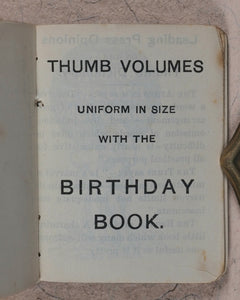 THUMB VOLUMES
UNIFORM IN SIZE
WITH THE
BIRTHDAY
BOOK.